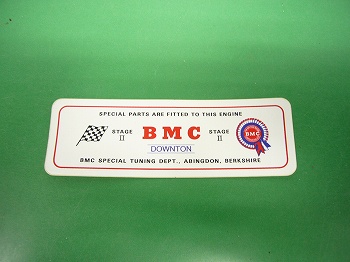 SPECIAL PARTS ARE FITTED TO THIS ENGINE
STAGE II BMC STAGE II BMC
DOWNTON
BMC SPECIAL TUNING DEPT., ABINGDON, BERKSHIRE